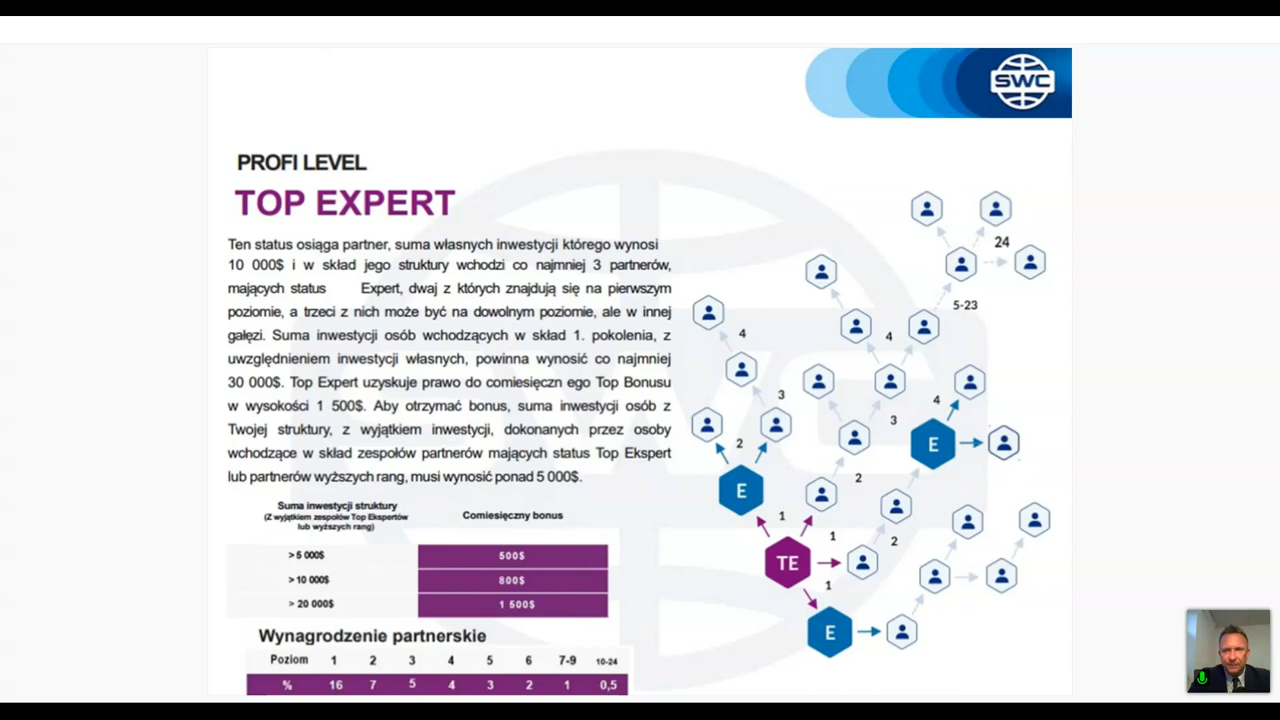 SWC
PROFI LEVEL
TOP EXPERT
Ten status osiąga partner, suma własnych inwestycji którego wynosi
10 000$ i w skład jego struktury wchodzi co najmniej 3 partnerów,
mających status Expert, dwaj z których znajdują się na pierwszym
poziomie, a trzeci z nich może być na dowolnym poziomie, ale w innej
gałęzi. Suma inwestycji osób wchodzących w skład 1. pokolenia, z
uwzględnieniem inwestycji własnych, powinna wynosić co najmniej
30 000$. Top Expert uzyskuje prawo do comiesięczn ego Top Bonusu
w wysokości 1 500$. Aby otrzymać bonus, suma inwestycji osób z
Twojej struktury, z wyjątkiem inwestycji, dokonanych przez osoby
wchodzące w skład zespołów partnerów mających status Top Ekspert
lub partnerów wyższych rang, musi wynosić ponad 5 000$.
Suma inwestycji struktury
(Z wyjątkiem zespołów Top Ekspertów
lub wyższych rang)
Comiesięczny bonus
> 5 000$ 500$
> 10 000$ 800$
> 20 000$ 1 500$
Wynagrodzenie partnerskie
Poziom 1 2 3 4 5 6 7-9 10-24
% 16 7 5 4 3 2 1 0,5
24
5-23
4
4
3
4
3
E
2
E
2
1
1
2
TE
1
E